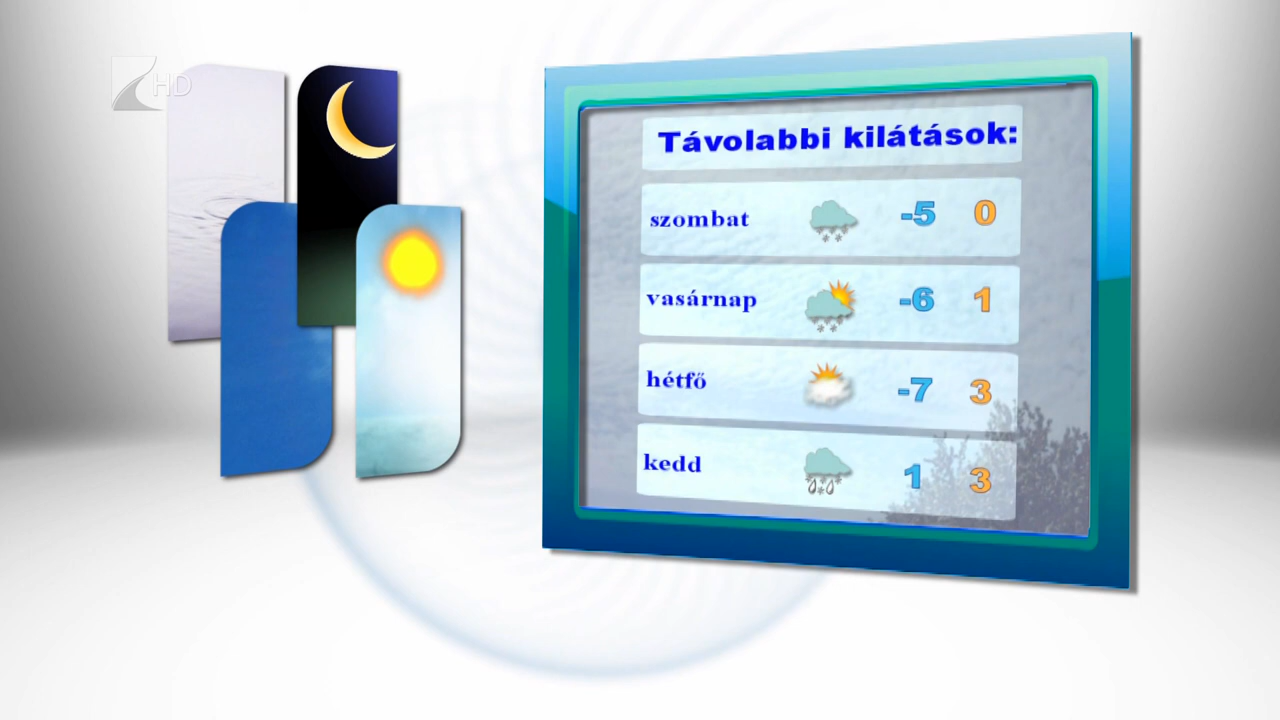 HD
Távolabbi kilátások:
szombat -5 0
vasárnap -6 1
hétfő -7 3
kedd 1 3